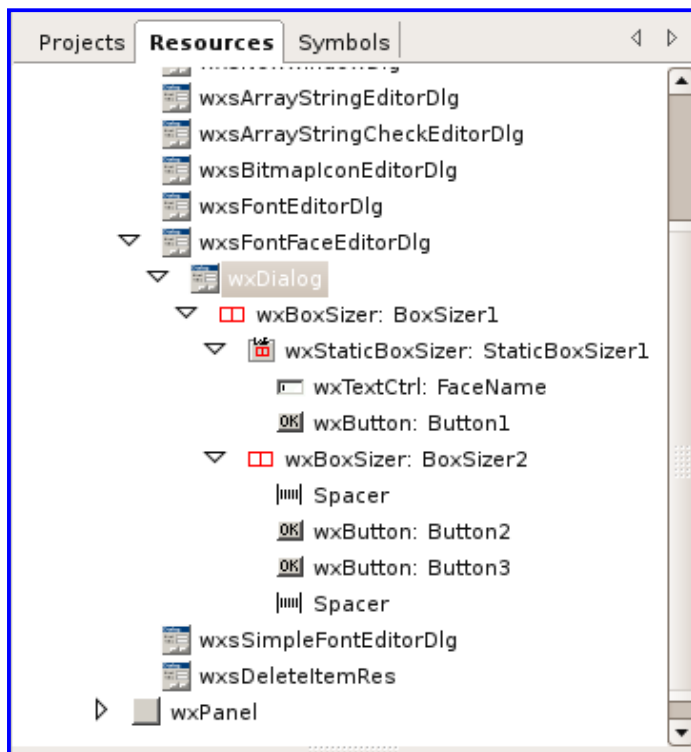 Projects Resources Symbols
wxsArrayStringEditorDlg
wxsArrayStringCheckEditorDlg
wxsBitmapIconEditorDlg
wxsFontEditorDlg
wxsFontFaceEditorDlg
wxDialog
wxBoxSizer: BoxSizer1
wxStaticBoxSizer: StaticBoxSizer1
wxTextCtrl: FaceName
OK wxButton: Button1
wxBoxSizer: BoxSizer2
Spacer
OK wxButton: Button2
OK wxButton: Button3
Spacer
wxsSimpleFontEditorDlg
wxsDeleteItemRes
wxPanel